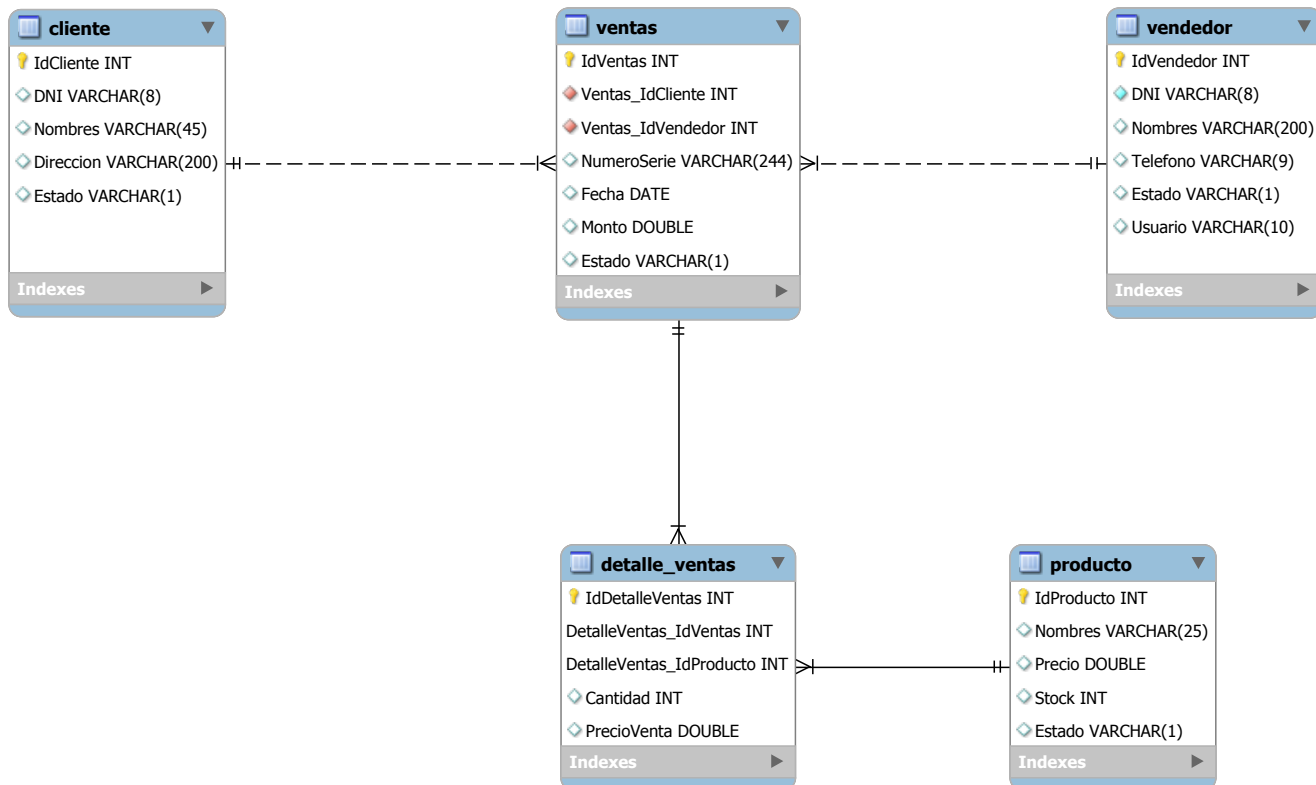 cliente
IdCliente INT
DNI VARCHAR(8)
Nombres VARCHAR(45)
Direccion VARCHAR(200)
Estado VARCHAR(1)
Indexes
ventas
IdVentas INT
Ventas_IdCliente INT
Ventas_IdVendedor INT
NumeroSerie VARCHAR(244)
Fecha DATE
Monto DOUBLE
Estado VARCHAR(1)
Indexes
vendedor
IdVendedor INT
DNI VARCHAR(8)
Nombres VARCHAR(200)
Telefono VARCHAR(9)
Estado VARCHAR(1)
Usuario VARCHAR(10)
Indexes
detalle_ventas
IdDetalleVentas INT
DetalleVentas_IdVentas INT
DetalleVentas_IdProducto INT
Cantidad INT
PrecioVenta DOUBLE
Indexes
producto
IdProducto INT
Nombres VARCHAR(25)
Precio DOUBLE
Stock INT
Estado VARCHAR(1)
Indexes